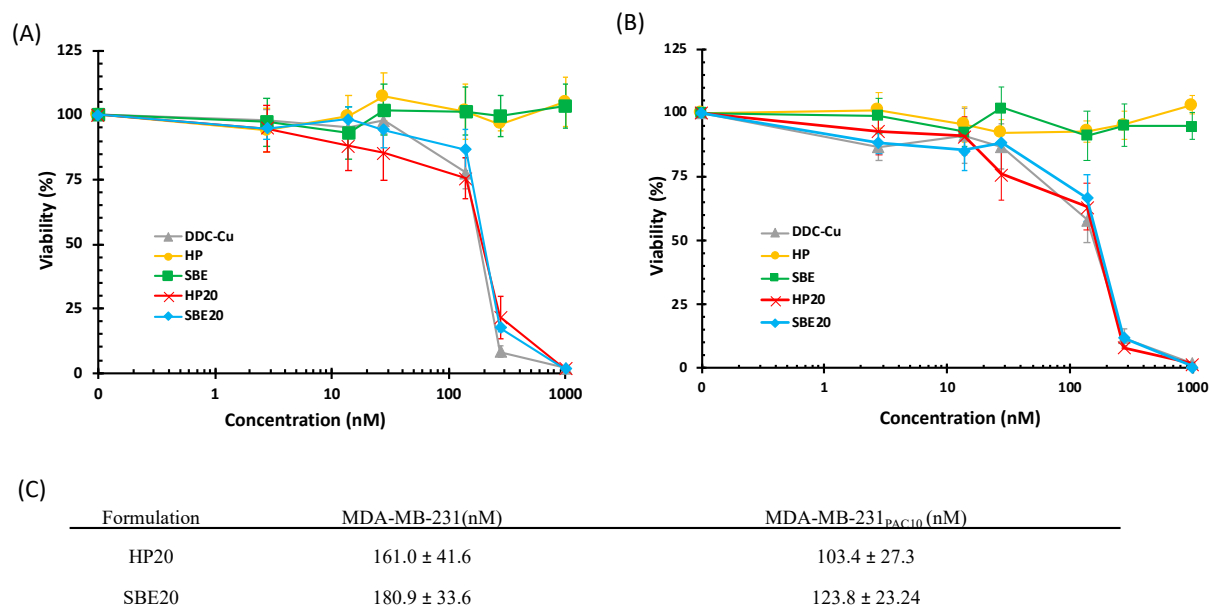 (A)
125
100
75
50
25
0
Viability (%)
DDC-Cu
HP
SBE
HP20
SBE20
0 1 10 100 1000
Concentration (nM)
(B)
125
100
75
50
25
0
Viability (%)
DDC-Cu
HP
SBE
HP20
SBE20
0 1 10 100 1000
Concentration (nM)
(C)
Formulation MDA-MB-231(nM) MDA-MB-231PAC10 (nM)
HP20 161.0 ± 41.6 103.4 ± 27.3
SBE20 180.9 ± 33.6 123.8 ± 23.24